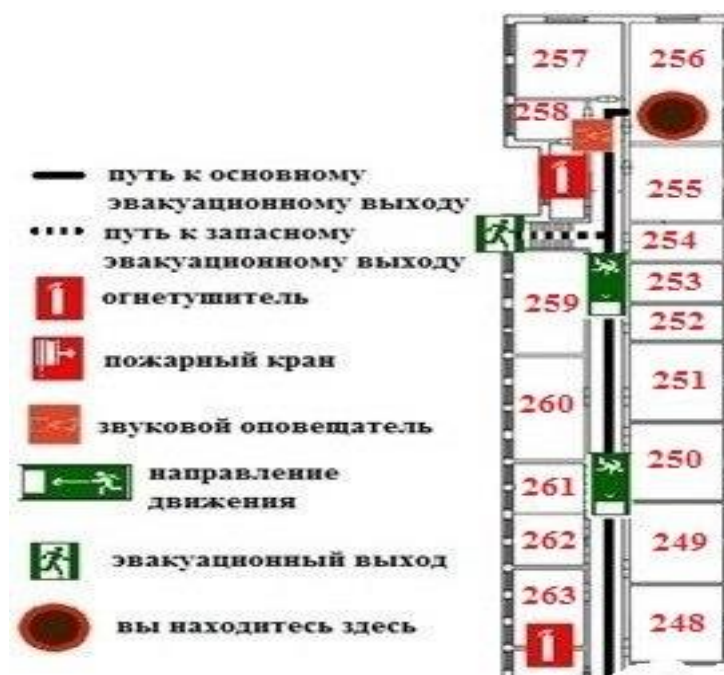 257
256
258
путь к основному
эвакуационному выходу
255
путь к запасному
эвакуационному выходу
254
огнетушитель
259
253
252
пожарный кран
251
260
звуковой оповещатель
250
направление
движения
261
262
249
эвакуационный выход
263
вы находитесь здесь
248